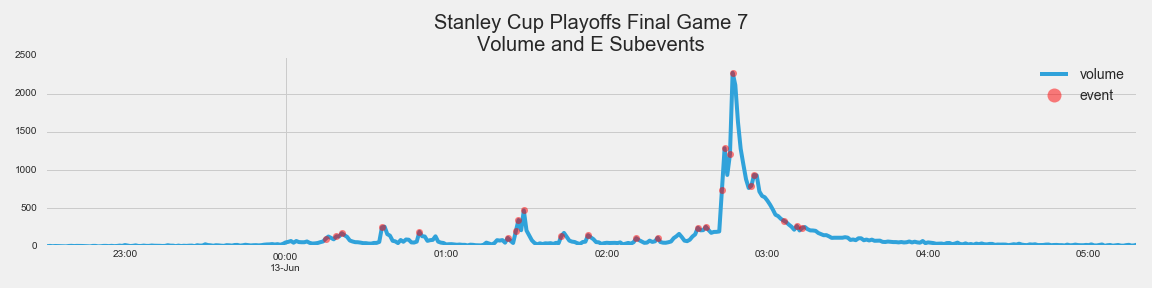 Stanley Cup Playoffs Final Game 7
Volume and E Subevents
2500
2000
1500
1000
500
0
volume
event
23:00
00:00
13-Jun
01:00
02:00
03:00
04:00
05:00